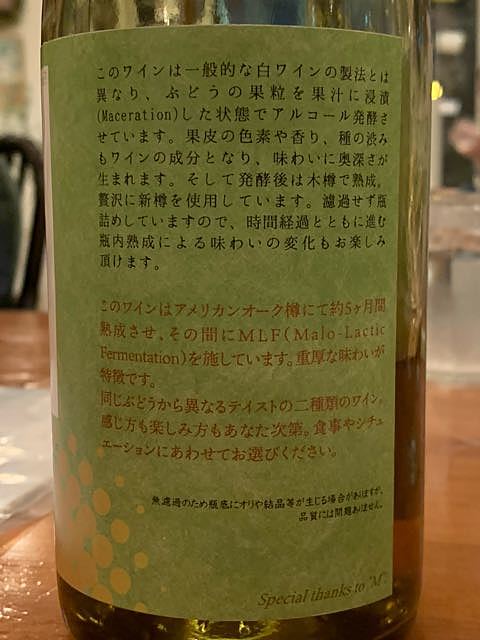 このワインは一般的な白ワインの製法とは
異なり、ぶどうの果粒を果汁に浸漬
(Maceration)した状態でアルコール発酵さ
せています。果皮の色素や香り、種の渋み
もワインの成分となり、味わいに奥深さが
生まれます。そして発酵後は木樽で熟成。
贅沢に新樽を使用しています。濾過せず瓶
詰めしていますので、時間経過とともに進む
瓶内熟成による味わいの変化もお楽しみ
頂けます。
このワインはアメリカンオーク樽にて約5ヶ月間
熟成させ、その間にMLF(Malo-Lactic
Fermentation)を施しています。重厚な味わいが
特徴です。
同じぶどうから異なるテイストの二種類のワイン。
感じ方も楽しみ方もあなた次第。食事やシチュ
エーションにあわせてお選びください。
無濾過のため瓶底にオリや結晶等が生じる場合がありますが、
品質には問題ありません。
Special thanks to "M".